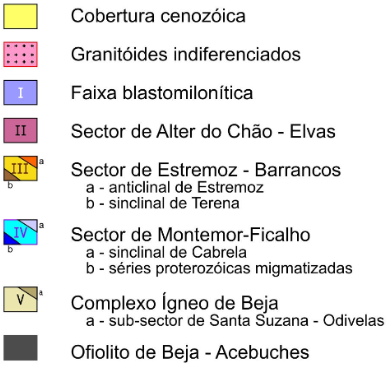 Cobertura cenozóica
Granitóides indiferenciados
I Faixa blastomilonítica
II Sector de Alter do Chão - Elvas
III a b Sector de Estremoz - Barrancos
a - anticlinal de Estremoz
b - sinclinal de Terena
IV a b Sector de Montemor-Ficalho
a - sinclinal de Cabrela
b - séries proterozóicas migmatizadas
V a Complexo Ígneo de Beja
a - sub-sector de Santa Suzana - Odivelas
Ofiolito de Beja - Acebuches